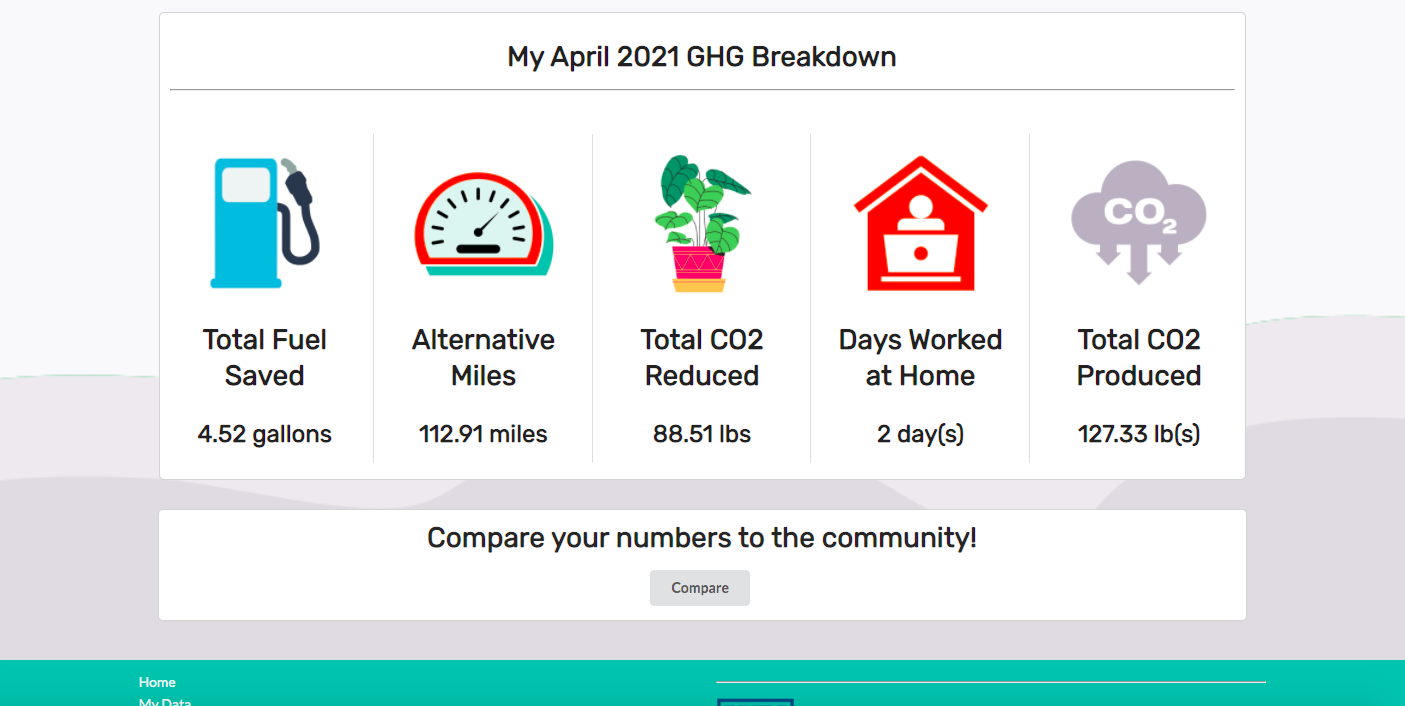 My April 2021 GHG Breakdown
CO2
Total Fuel
Saved
4.52 gallons
Alternative
Miles
112.91 miles
Total CO2
Reduced
88.51 lbs
Days Worked
at Home
2 day(s)
Total CO2
Produced
127.33 lb(s)
Compare your numbers to the community!
Compare
Home
My Data